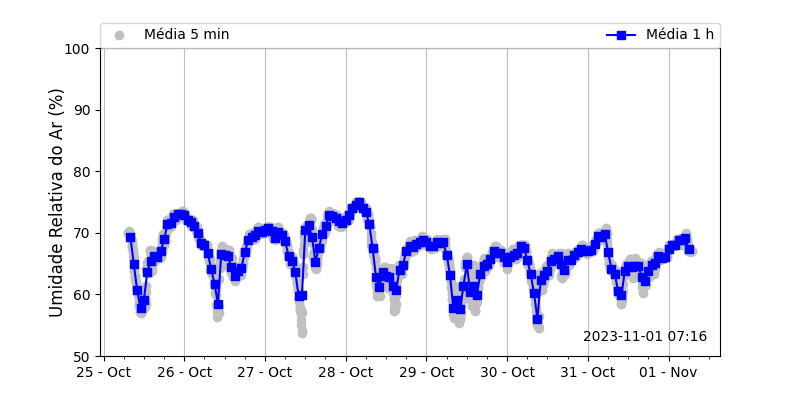 Média 5 min
Média 1 h
Umidade Relativa do Ar (%)
100
90
80
70
60
50
2023-11-01 07:16
25 - Oct
26 - Oct
27 - Oct
28 - Oct
29 - Oct
30 - Oct
31 - Oct
01 - Nov